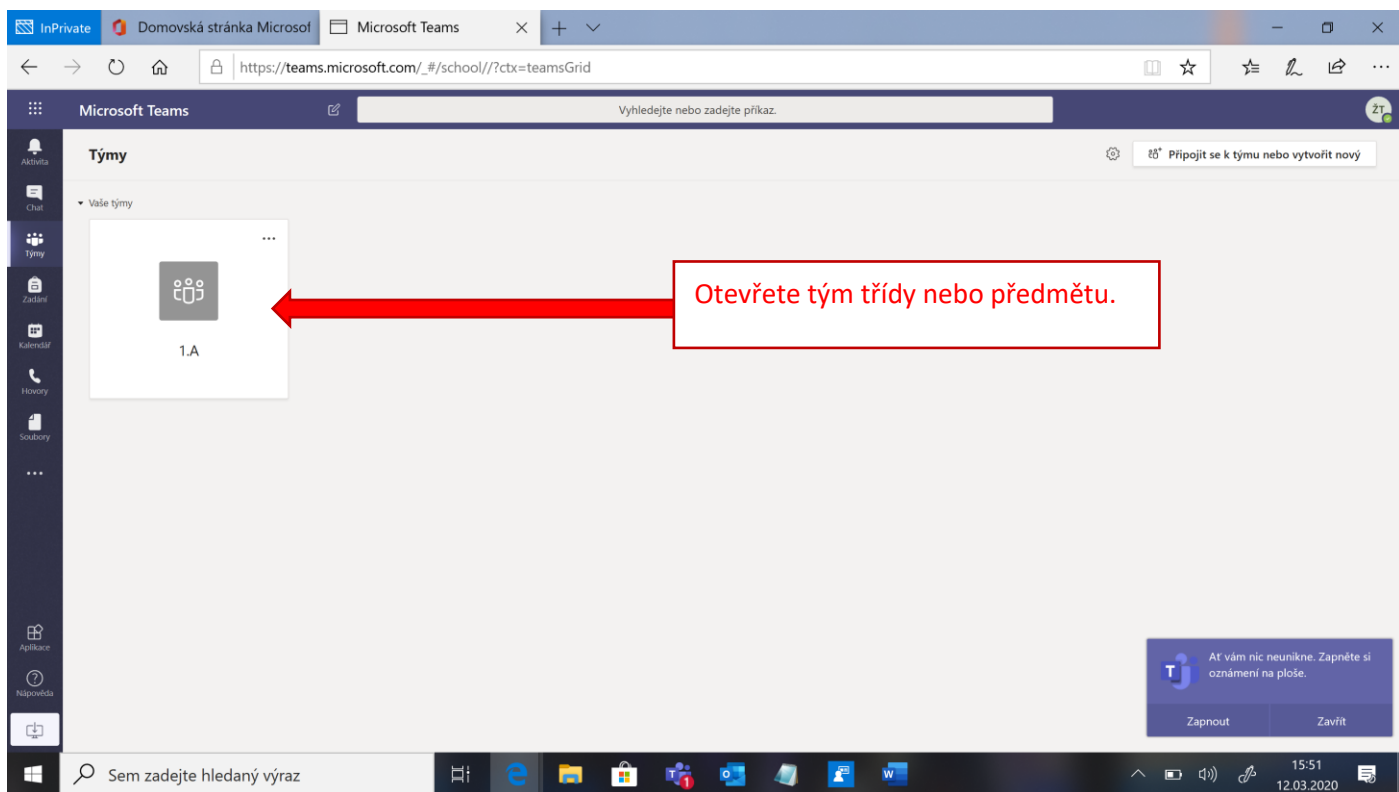 InPrivate
Domovská stránka Microsof
Microsoft Teams
https://teams.microsoft.com/_#/school//?ctx=teamsGrid
Microsoft Teams
Vyhledejte nebo zadejte příkaz.
ŽT
Aktivita
Týmy
Připojit se k týmu nebo vytvořit nový
Chat
Vaše týmy
Týmy
Zadání
Otevřete tým třídy nebo předmětu.
Kalendář
1.A
Hovory
Soubory
Aplikace
Nápověda
Ať vám nic neunikne. Zapněte si
oznámení na ploše.
Zapnout
Zavřít
Sem zadejte hledaný výraz
15:51
12.03.2020